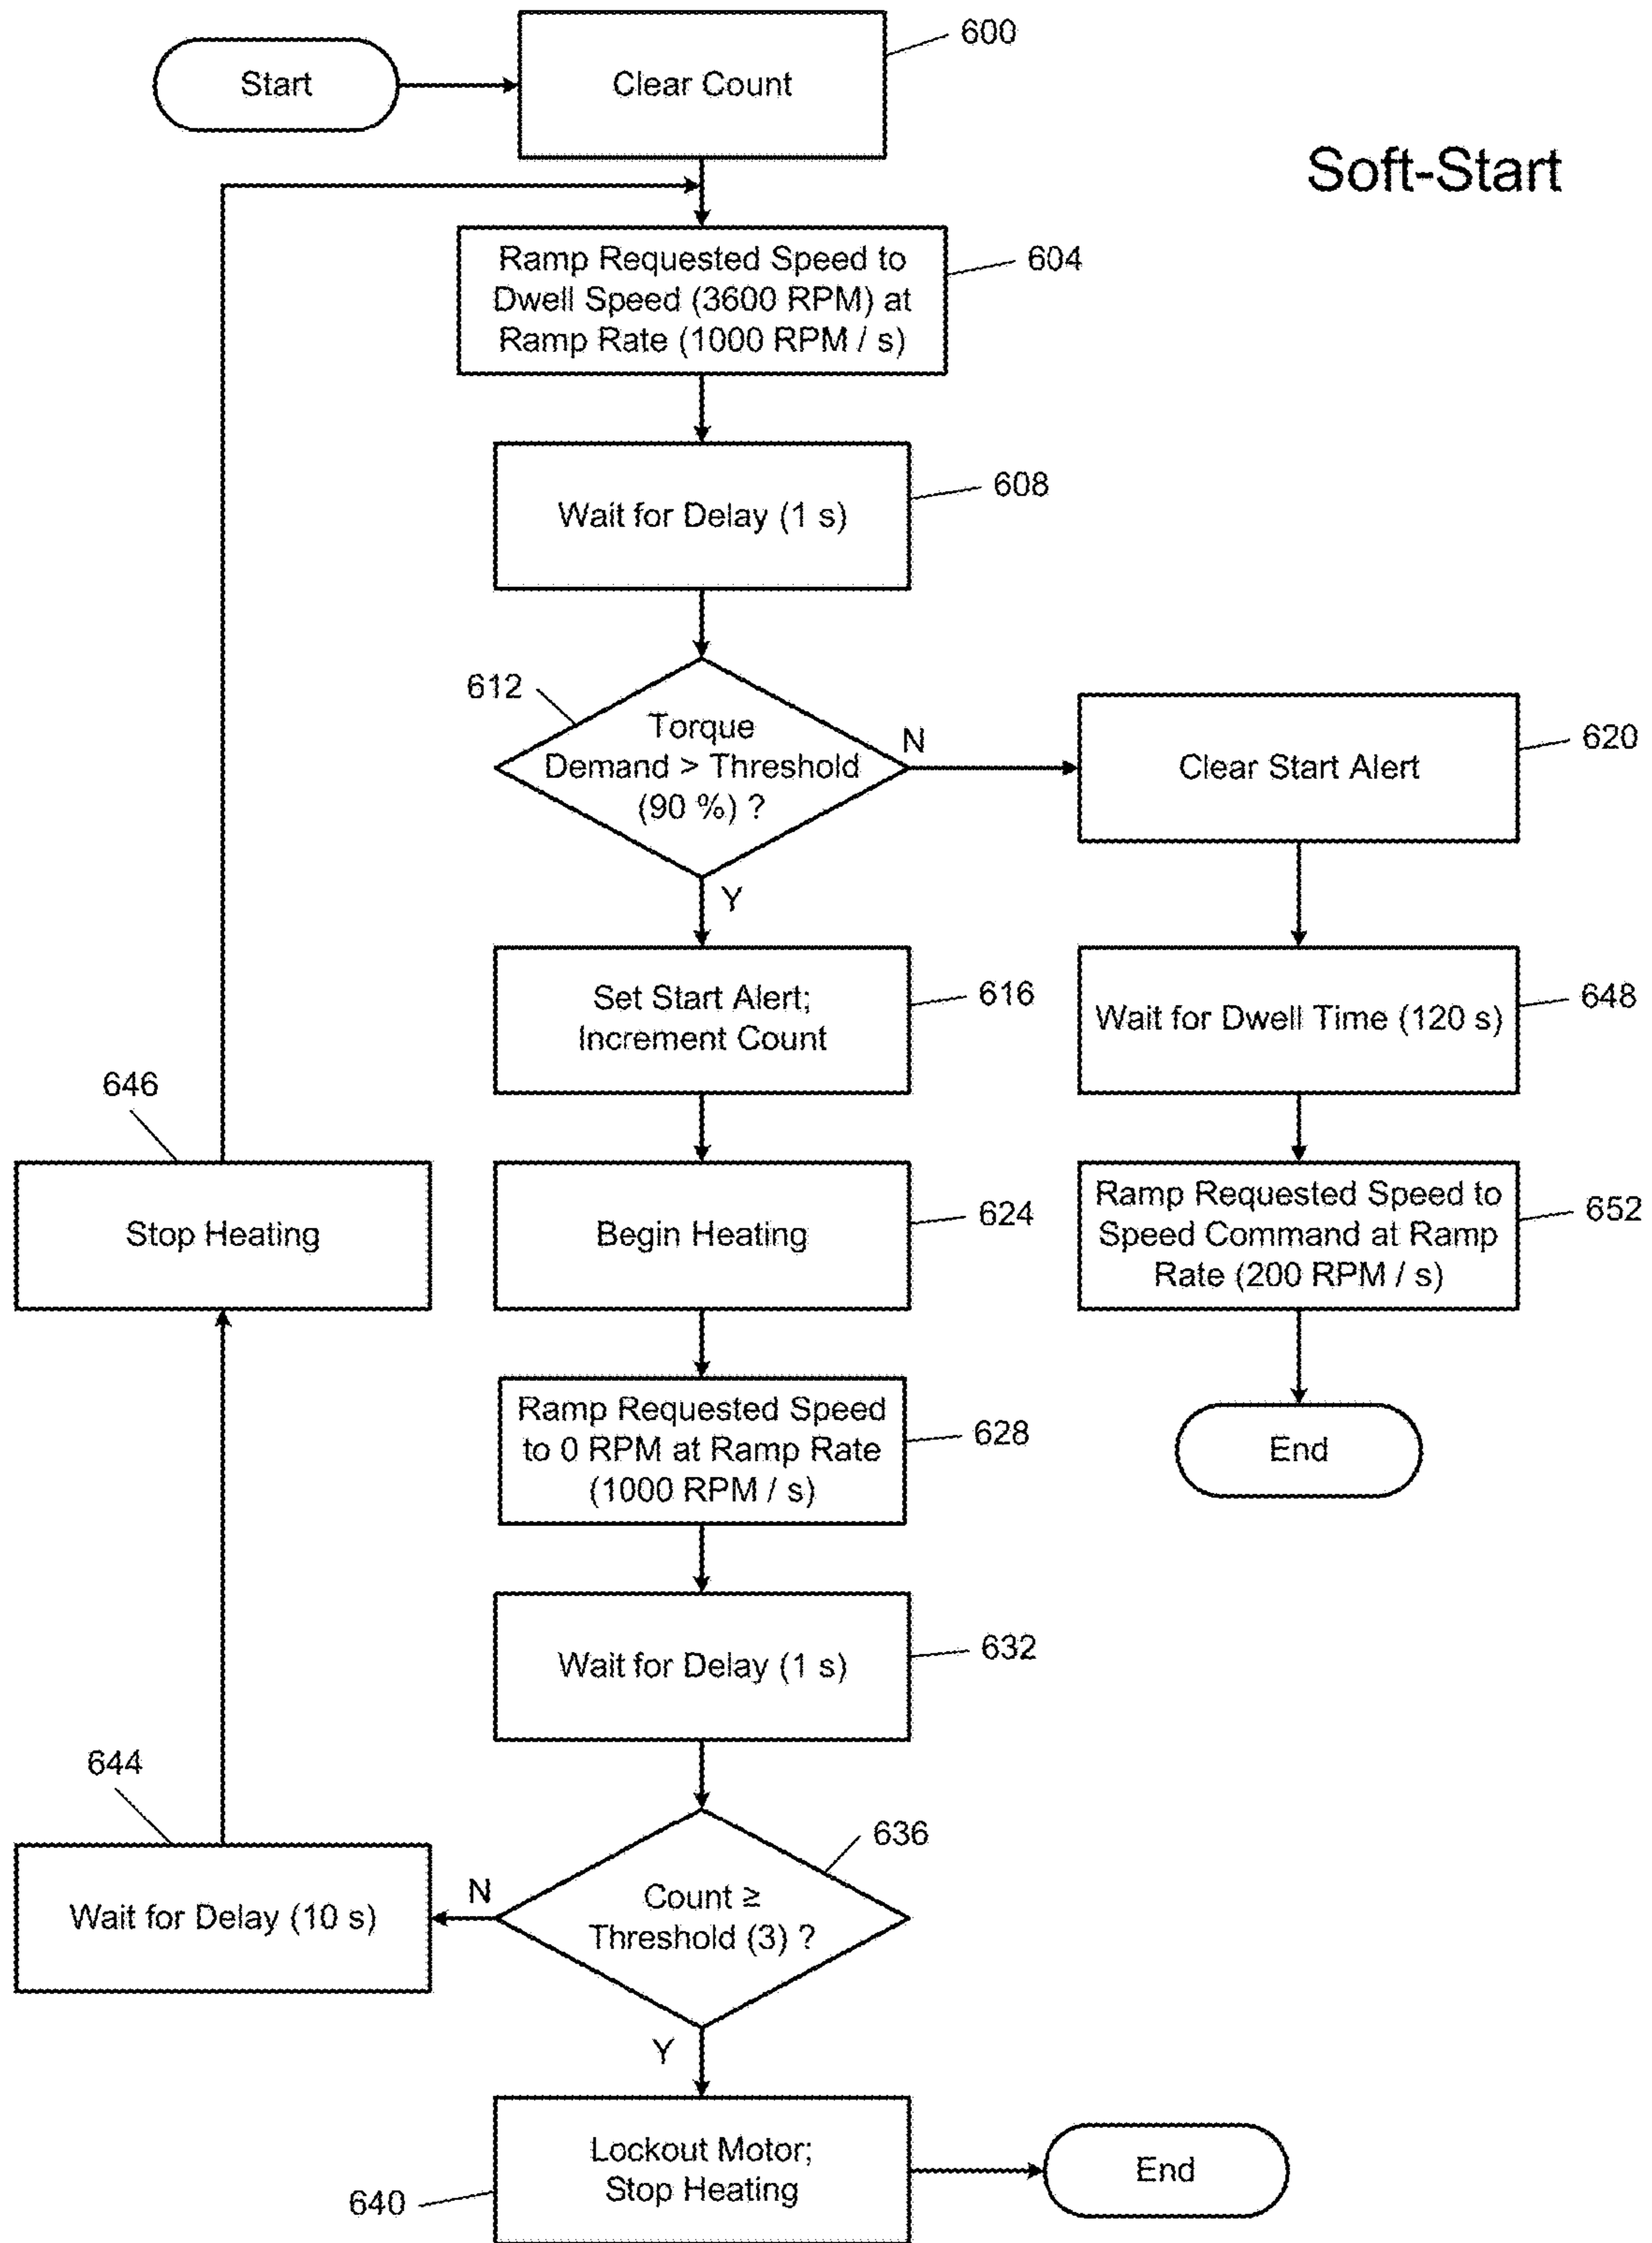 Start
Clear Count
600
Soft-Start
Ramp Requested Speed to
Dwell Speed (3600 RPM) at
Ramp Rate (1000 RPM / s)
604
Wait for Delay (1 s)
608
612
Torque
Demand > Threshold
(90 %) ?
N
Y
Clear Start Alert
620
Set Start Alert;
Increment Count
616
Wait for Dwell Time (120 s)
648
646
Stop Heating
Begin Heating
624
Ramp Requested Speed to
Speed Command at Ramp
Rate (200 RPM / s)
652
Ramp Requested Speed
to 0 RPM at Ramp Rate
(1000 RPM / s)
628
End
Wait for Delay (1 s)
632
644
Wait for Delay (10 s)
N
636
Count ≥
Threshold (3) ?
Y
Lockout Motor;
Stop Heating
640
End